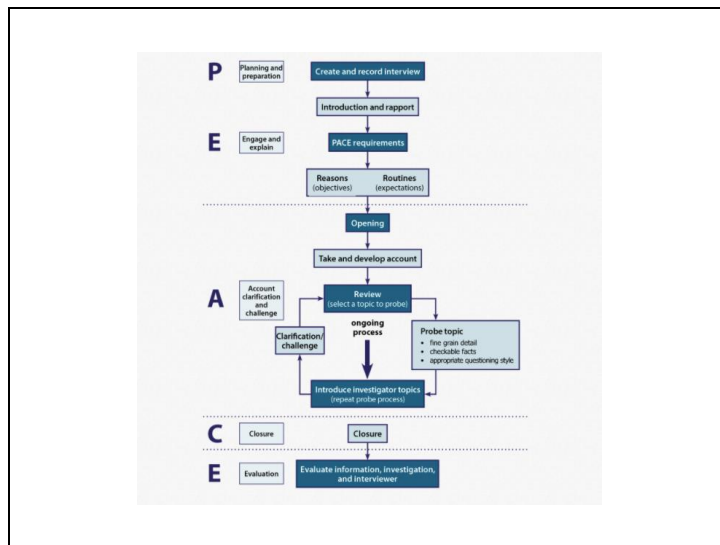 P
Planning and
preparation
Create and record interview
Introduction and rapport
E
Engage and
explain
PACE requirements
Reasons
(objectives)
Routines
(expectations)
Opening
Take and develop account
A
Account
clarification
and
challenge
Review
(select a topic to probe)
ongoing
process
Clarification/
challenge
Probe topic
• fine grain detail
• checkable facts
• appropriate questioning style
Introduce investigator topics
(repeat probe process)
C
Closure
Closure
E
Evaluation
Evaluate information, investigation,
and interviewer